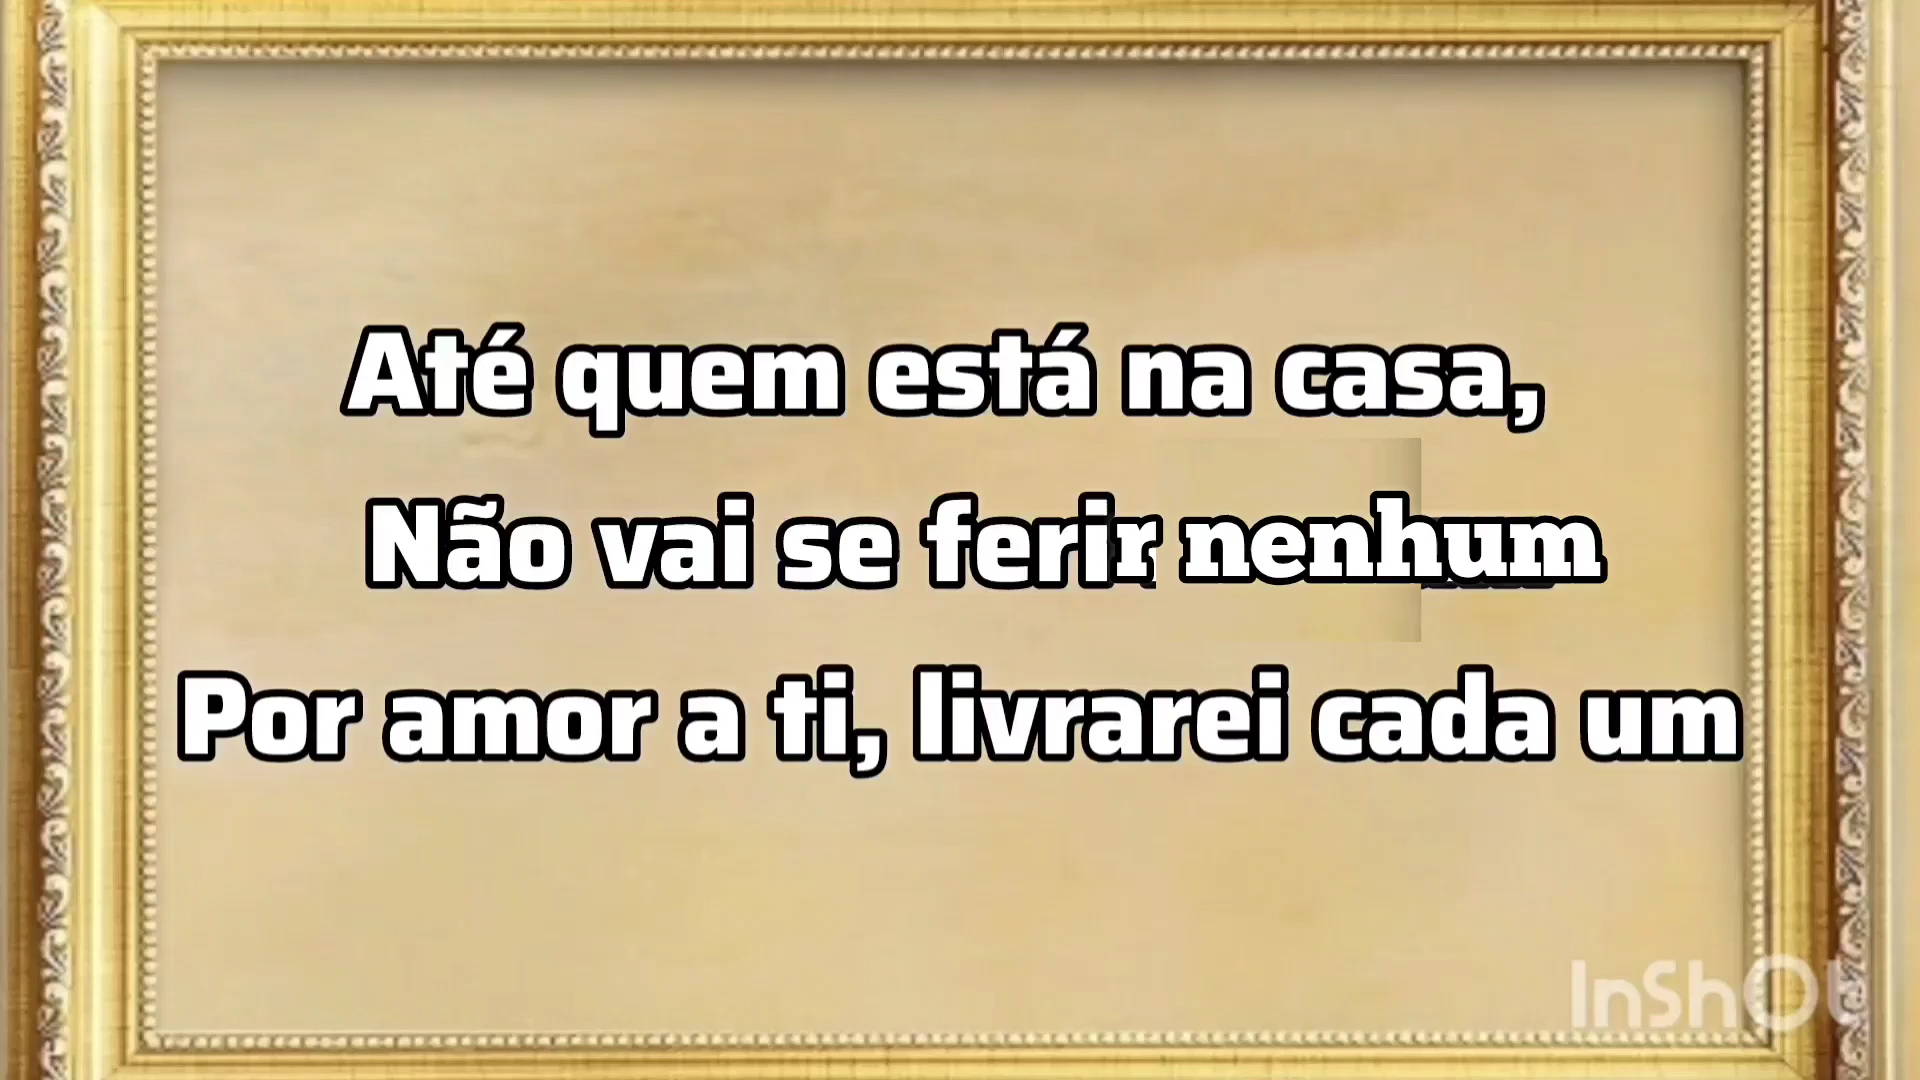 Até quem está na casa,
Não vai se ferir nenhum
Por amor a ti, livrarei cada um
InShOt